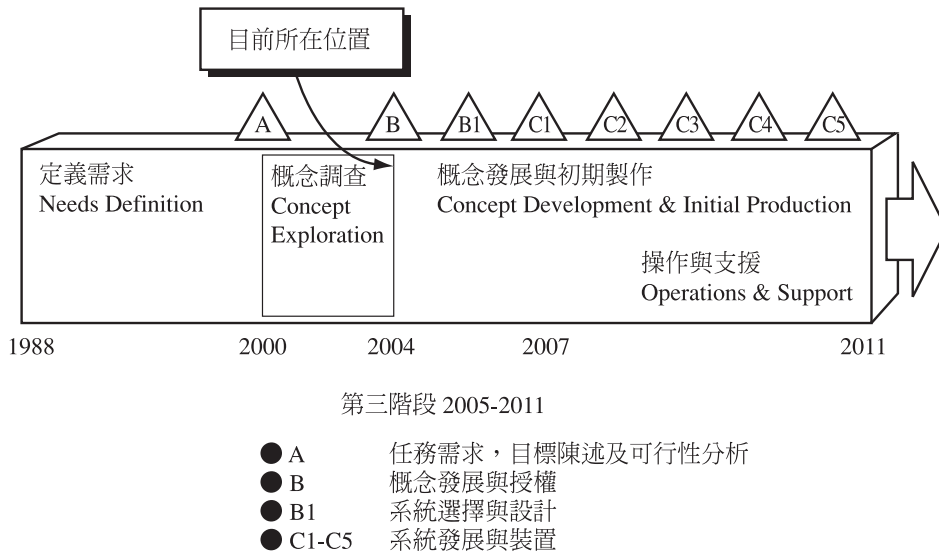 目前所在位置
A
B
B1
C1
C2
C3
C4
C5
定義需求
Needs Definition
概念調查
Concept
Exploration
概念發展與初期製作
Concept Development & Initial Production
操作與支援
Operations & Support
1988
2000
2004
2007
2011
第三階段 2005-2011
● A 任務需求，目標陳述及可行性分析
● B 概念發展與授權
● B1 系統選擇與設計
● C1-C5 系統發展與裝置